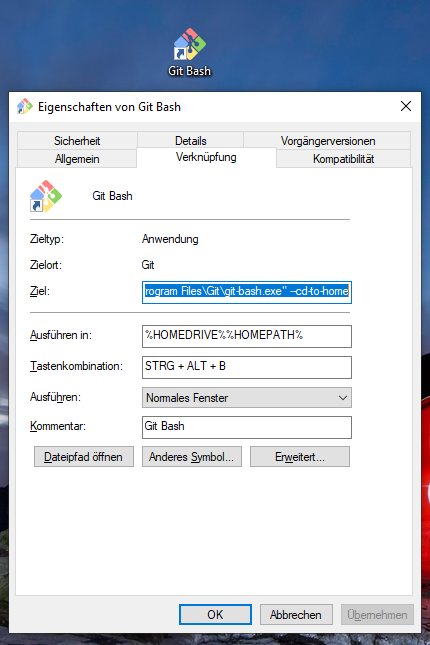 Git Bash
Eigenschaften von Git Bash
Sicherheit Details Vorgängerversionen
Allgemein Verknüpfung Kompatibilität
Git Bash
Zieltyp: Anwendung
Zielort: Git
Ziel: rogram Files\Git\git-bash.exe" --cd-to-home
Ausführen in: %HOMEDRIVE%%HOMEPATH%
Tastenkombination: STRG + ALT + B
Ausführen: Normales Fenster
Kommentar: Git Bash
Dateipfad öffnen Anderes Symbol... Erweitert...
OK Abbrechen Übernehmen